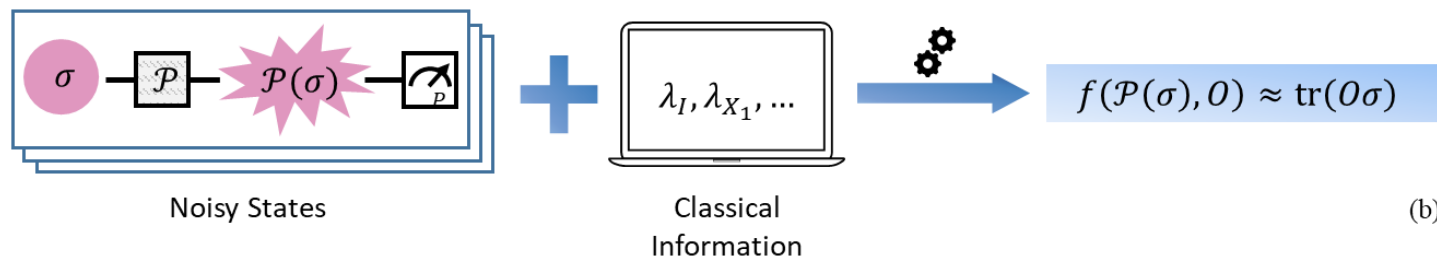 σ 𝒫 𝒫(σ) P
λ_I, λ_{X_1}, ...
f(𝒫(σ), O) ≈ tr(Oσ)
Noisy States
Classical
Information
(b)